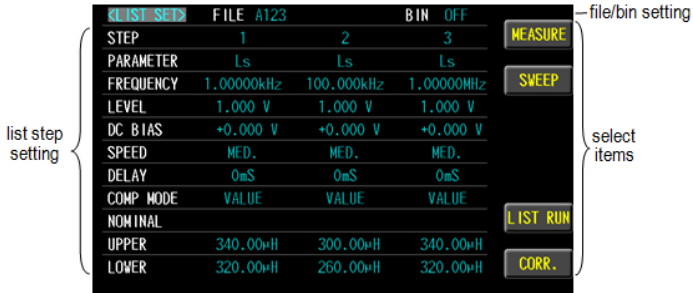 <LIST SET> FILE A123 BIN OFF
file/bin setting
STEP 1 2 3
MEASURE
PARAMETER Ls Ls Ls
FREQUENCY 1.00000kHz 100.000kHz 1.00000MHz
SWEEP
LEVEL 1.000 V 1.000 V 1.000 V
DC BIAS +0.000 V +0.000 V +0.000 V
list step
setting
select
items
SPEED MED. MED. MED.
DELAY 0mS 0mS 0mS
COMP MODE VALUE VALUE VALUE
NOMINAL
LIST RUN
UPPER 340.00μH 300.00μH 340.00μH
LOWER 320.00μH 260.00μH 320.00μH
CORR.